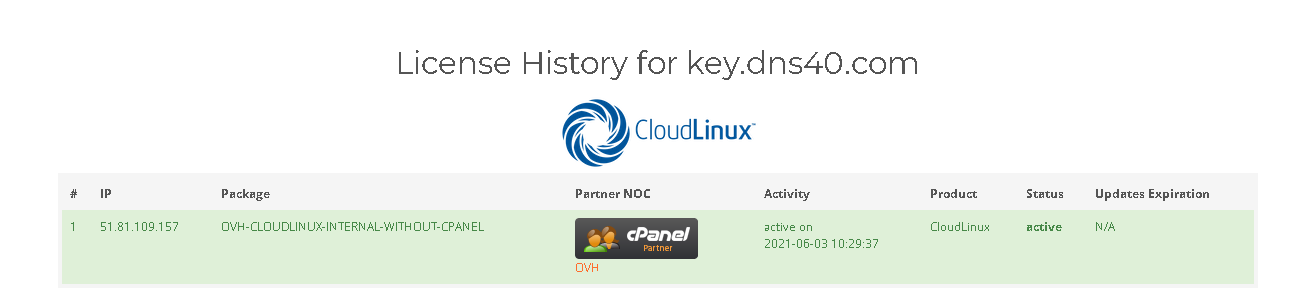 License History for key.dns40.com
CloudLinux™
# IP Package Partner NOC Activity Product Status Updates Expiration
1 51.81.109.157 OVH-CLOUDLINUX-INTERNAL-WITHOUT-CPANEL cPanel active on CloudLinux active N/A
Partner 2021-06-03 10:29:37
OVH